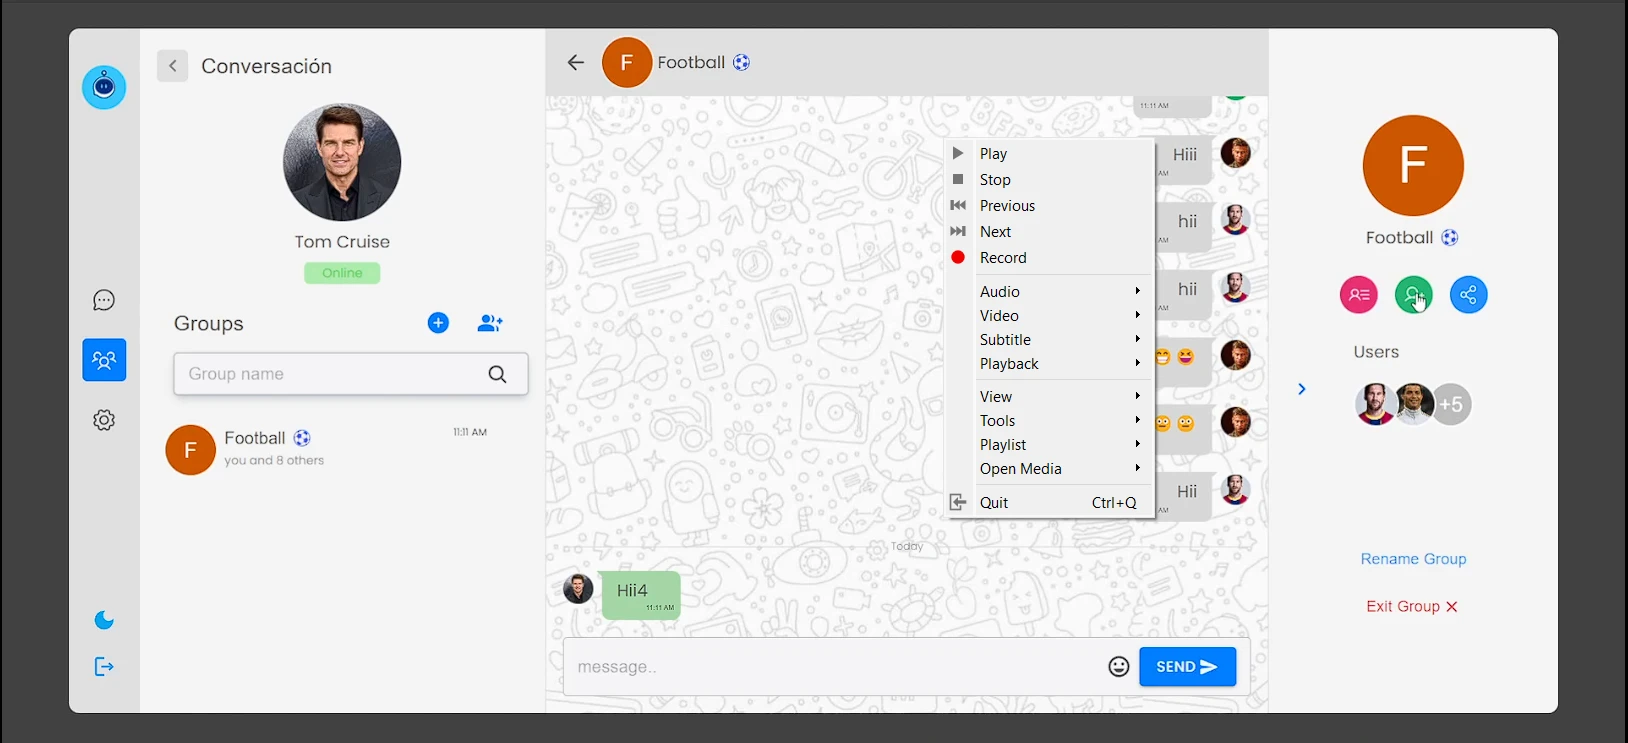 Conversación
Tom Cruise
Online
Groups
Group name
F
Football
11:11 AM
you and 8 others
F
Football
11:11 AM
Hiii
AM
hii
AM
hii
AM
Hii
AM
Play
Stop
Previous
Next
Record
Audio
Video
Subtitle
Playback
View
Tools
Playlist
Open Media
Quit Ctrl+Q
Today
Hii4
11:11 AM
message..
SEND
F
Football
Users
+5
Rename Group
Exit Group